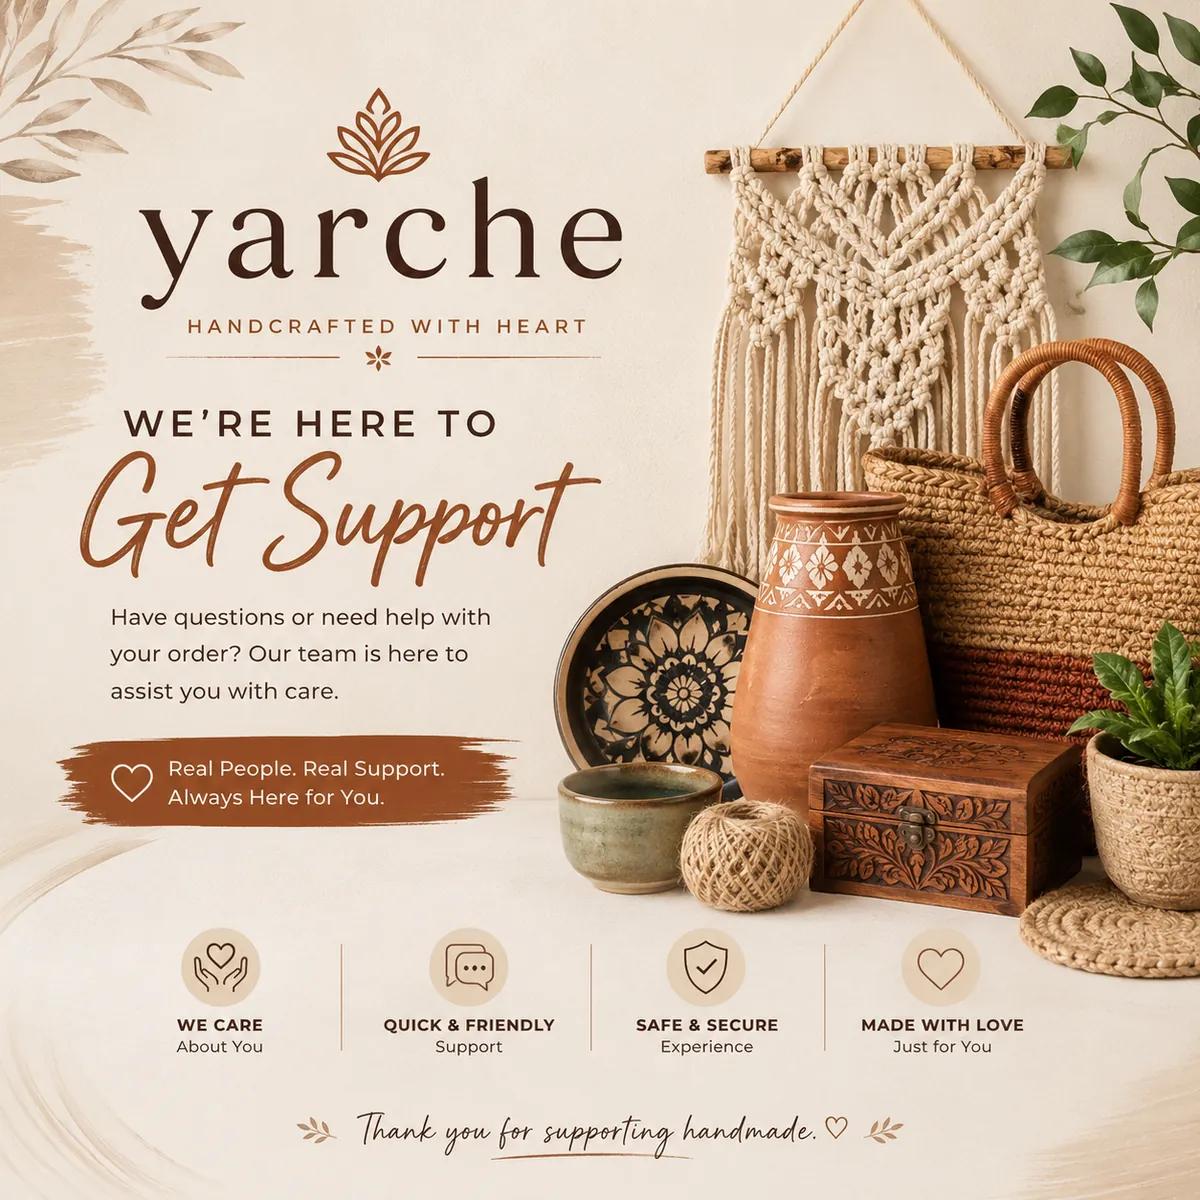 yarche
HANDCRAFTED WITH HEART
WE'RE HERE TO
Get Support
Have questions or need help with
your order? Our team is here to
assist you with care.
Real People. Real Support.
Always Here for You.
WE CARE
About You
QUICK & FRIENDLY
Support
SAFE & SECURE
Experience
MADE WITH LOVE
Just for You
Thank you for supporting handmade.